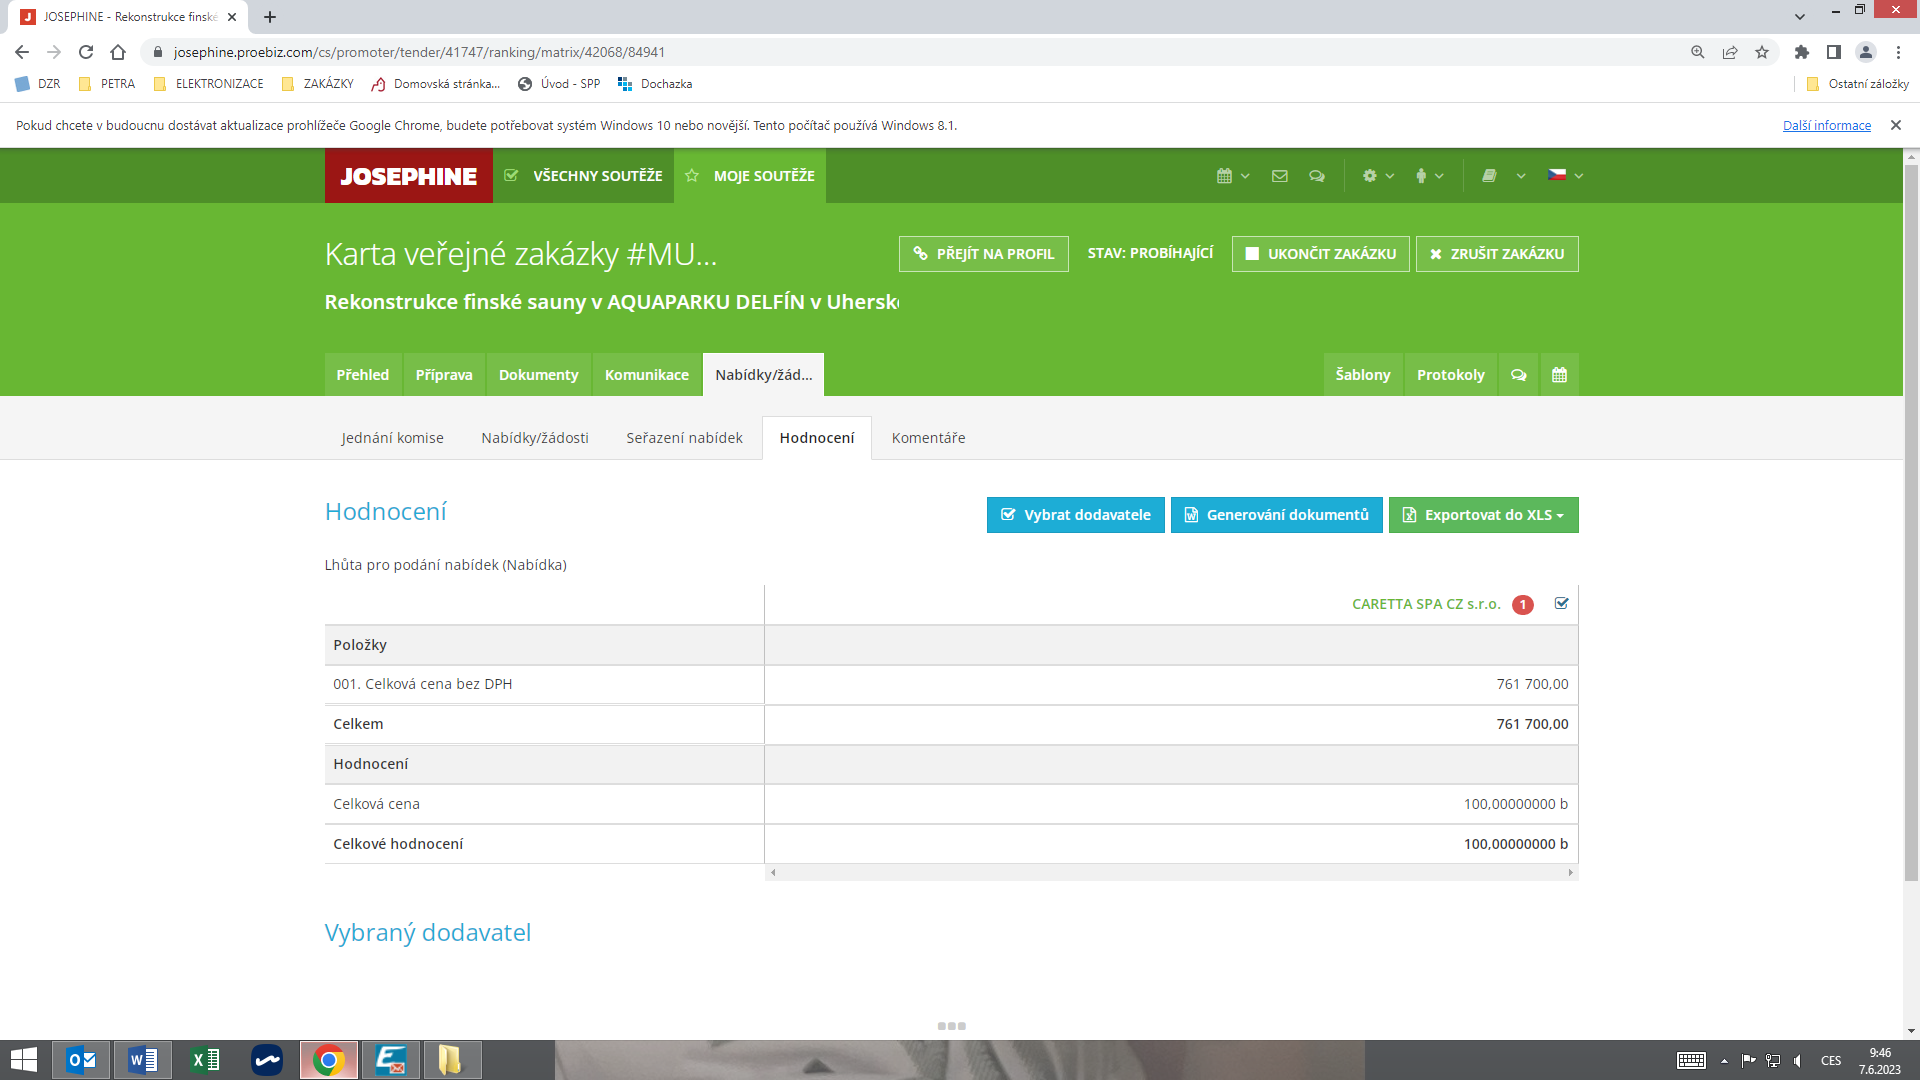 JOSEPHINE - Rekonstrukce finské
josephine.proebiz.com/cs/promoter/tender/41747/ranking/matrix/42068/84941
DZR PETRA ELEKTRONIZACE ZAKÁZKY Domovská stránka... Úvod - SPP Dochazka Ostatní záložky
Pokud chcete v budoucnu dostávat aktualizace prohlížeče Google Chrome, budete potřebovat systém Windows 10 nebo novější. Tento počítač používá Windows 8.1. Další informace
JOSEPHINE VŠECHNY SOUTĚŽE MOJE SOUTĚŽE
Karta veřejné zakázky #MU... PŘEJÍT NA PROFIL STAV: PROBÍHAJÍCÍ UKONČIT ZAKÁZKU ZRUŠIT ZAKÁZKU
Rekonstrukce finské sauny v AQUAPARKU DELFÍN v Uhersk
Přehled Příprava Dokumenty Komunikace Nabídky/žád... Šablony Protokoly
Jednání komise Nabídky/žádosti Seřazení nabídek Hodnocení Komentáře
Hodnocení Vybrat dodavatele Generování dokumentů Exportovat do XLS
Lhůta pro podání nabídek (Nabídka)
CARETTA SPA CZ s.r.o. 1
Položky
001. Celková cena bez DPH 761 700,00
Celkem 761 700,00
Hodnocení
Celková cena 100,00000000 b
Celkové hodnocení 100,00000000 b
Vybraný dodavatel
CES 9:46
7.6.2023